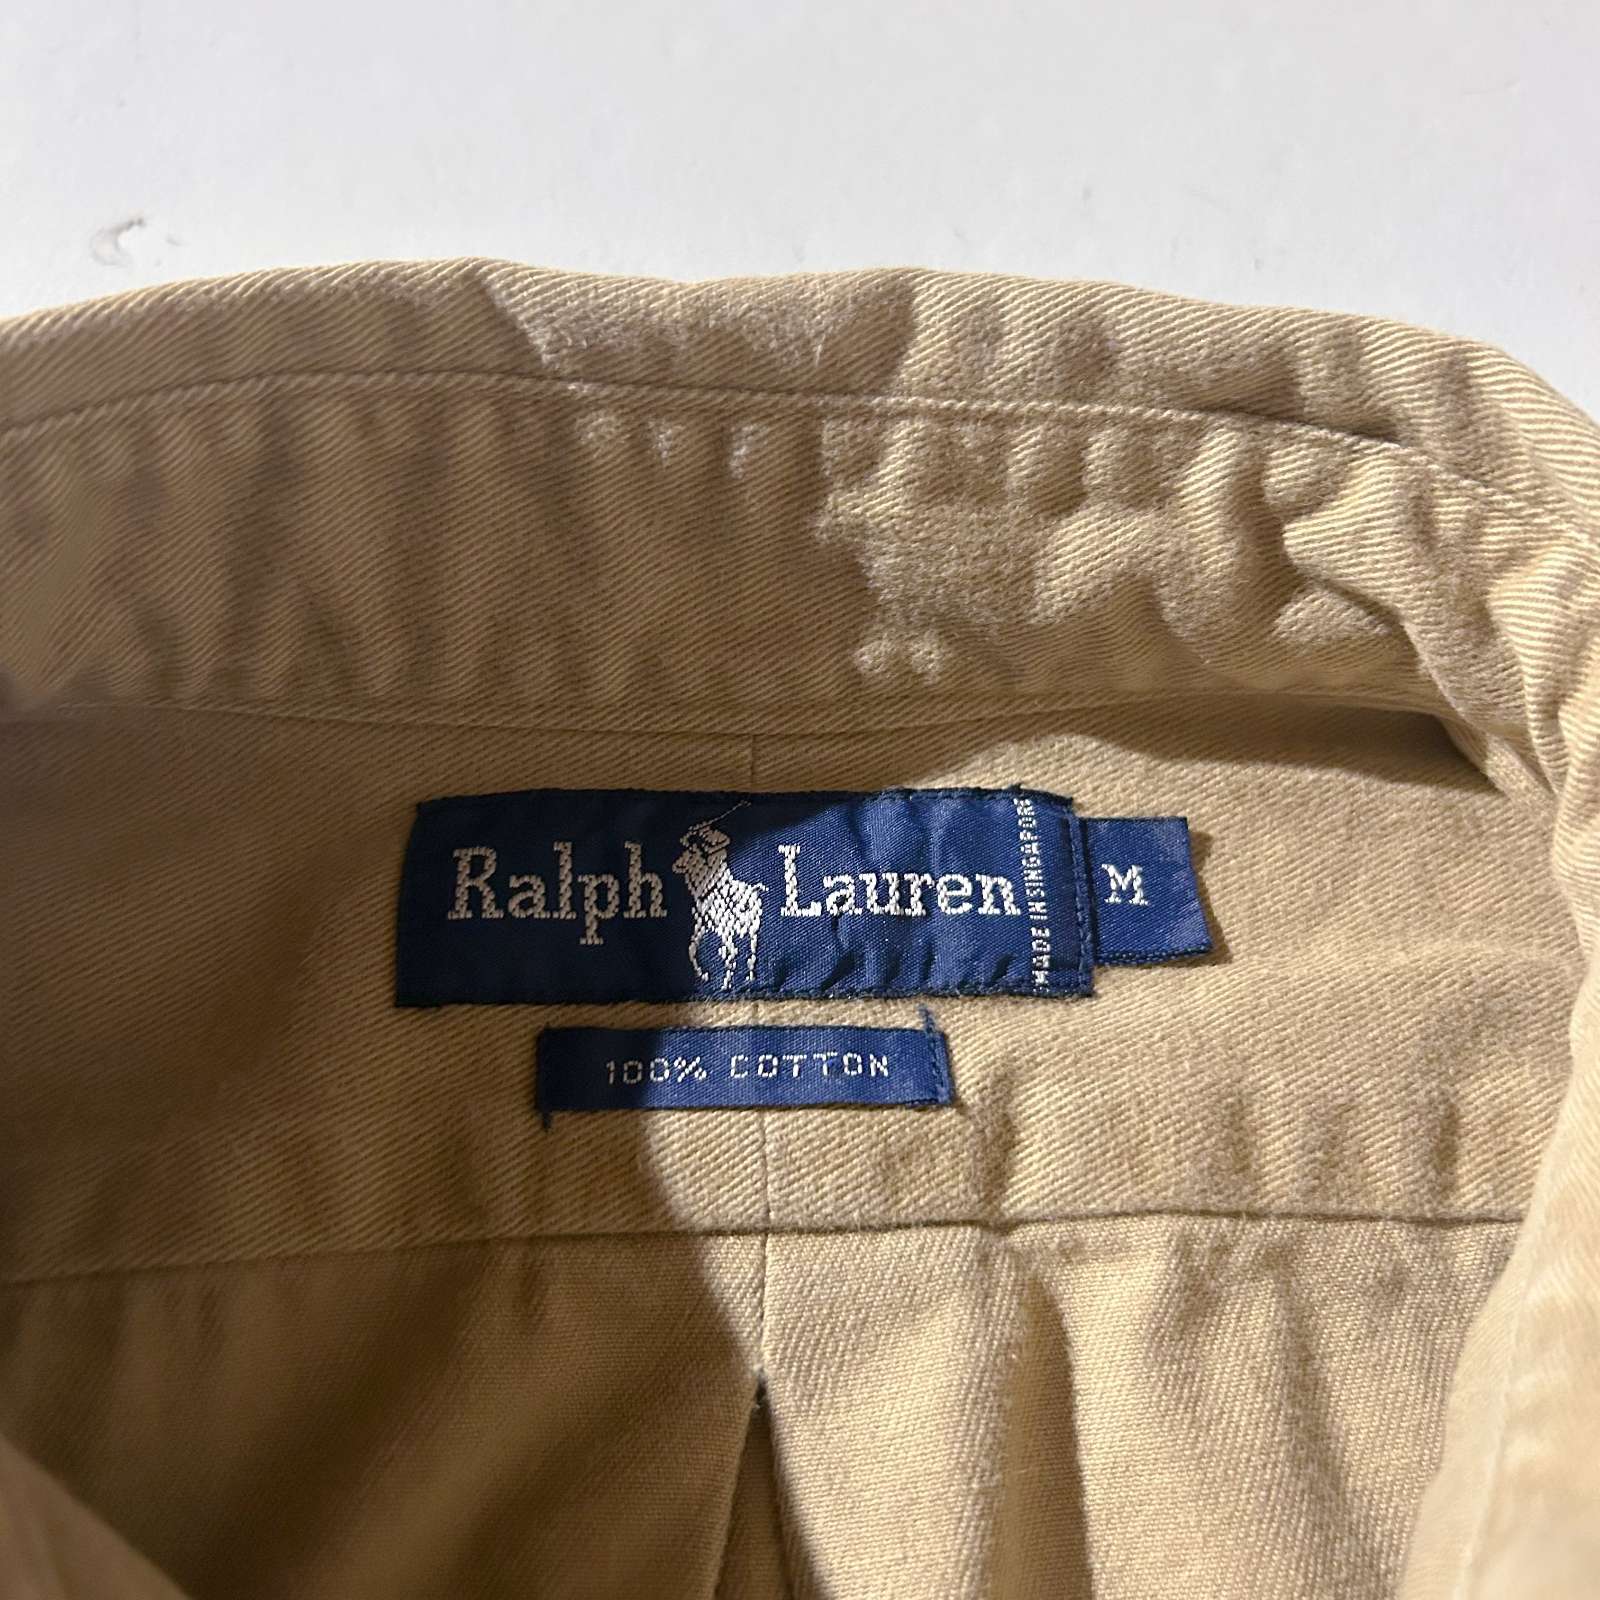 Ralph Lauren
MADE IN SINGAPORE
M
100% COTTON